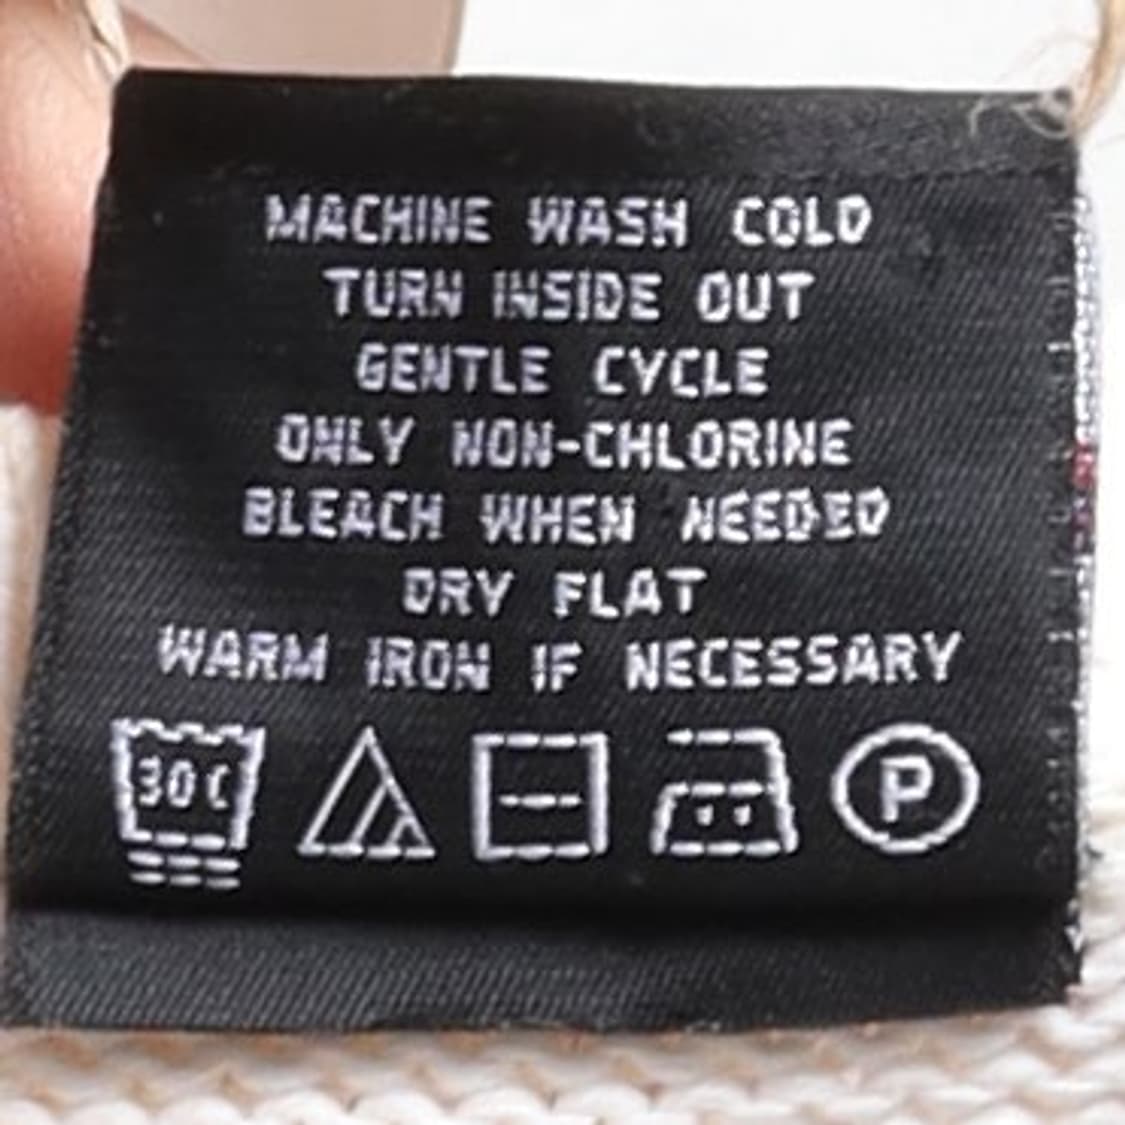 MACHINE WASH COLD
TURN INSIDE OUT
GENTLE CYCLE
ONLY NON-CHLORINE
BLEACH WHEN NEEDED
DRY FLAT
WARM IRON IF NECESSARY
30C P